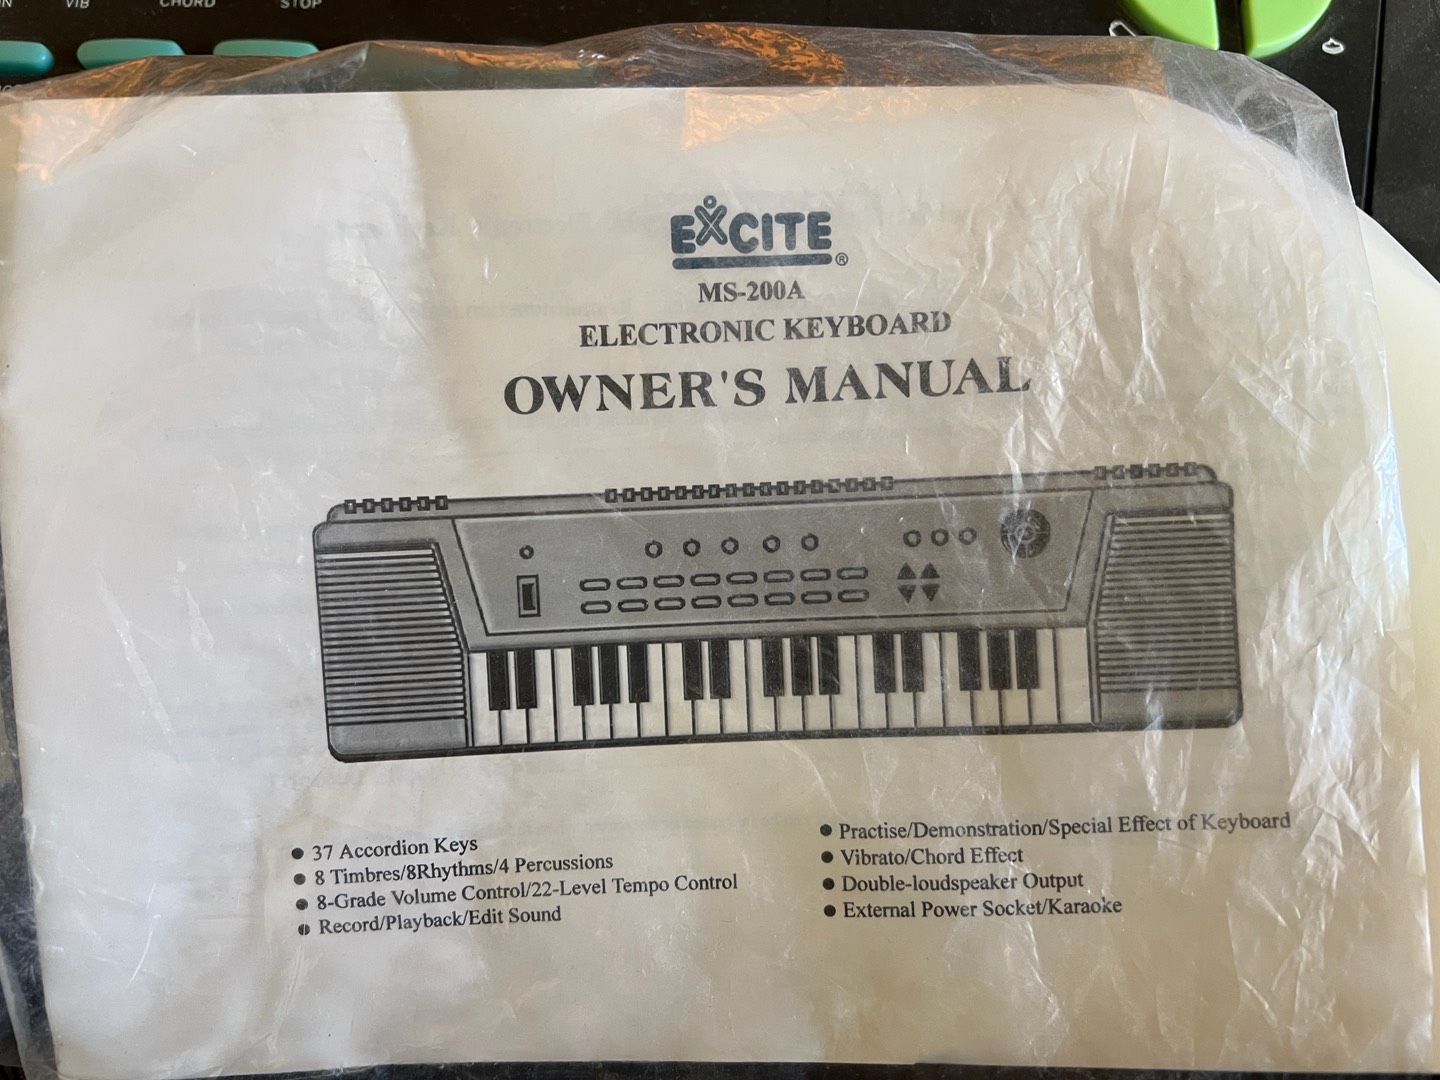 VIB
CHORD
STOP
EXCITE®
MS-200A
ELECTRONIC KEYBOARD
OWNER'S MANUAL
● 37 Accordion Keys
● 8 Timbres/8Rhythms/4 Percussions
● 8-Grade Volume Control/22-Level Tempo Control
● Record/Playback/Edit Sound
● Practise/Demonstration/Special Effect of Keyboard
● Vibrato/Chord Effect
● Double-loudspeaker Output
● External Power Socket/Karaoke